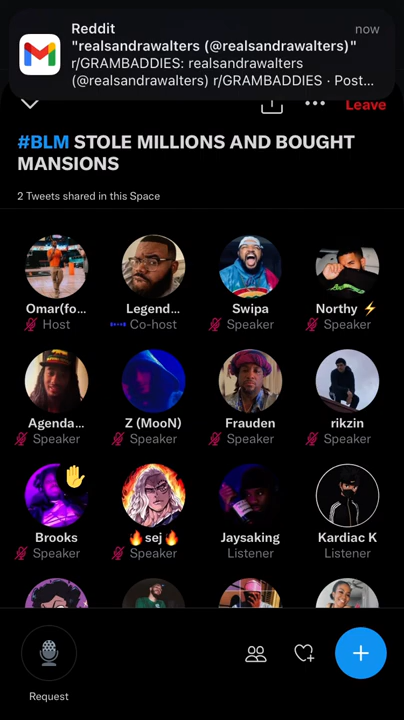 Reddit
now
"realsandrawalters (@realsandrawalters)"
r/GRAMBADDIES: realsandrawalters
(@realsandrawalters) r/GRAMBADDIES · Post...
Leave
#BLM STOLE MILLIONS AND BOUGHT
MANSIONS
2 Tweets shared in this Space
Omar(fo... Legend... Swipa Northy ⚡
Host Co-host Speaker Speaker
Agenda... Z (MooN) Frauden rikzin
Speaker Speaker Speaker Speaker
Brooks 🔥sej🔥 Jaysaking Kardiac K
Speaker Speaker Listener Listener
Request